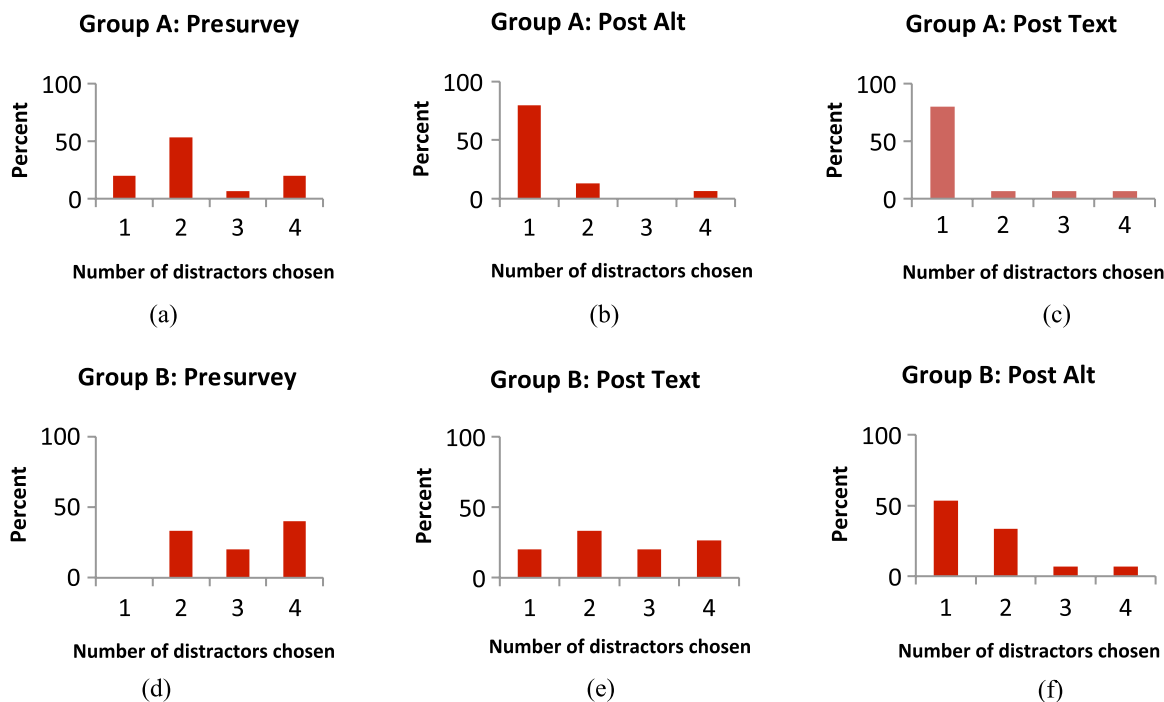 Group A: Presurvey
100
50
0
Percent
1 2 3 4
Number of distractors chosen
(a)
Group A: Post Alt
100
50
0
Percent
1 2 3 4
Number of distractors chosen
(b)
Group A: Post Text
100
50
0
Percent
1 2 3 4
Number of distractors chosen
(c)
Group B: Presurvey
100
50
0
Percent
1 2 3 4
Number of distractors chosen
(d)
Group B: Post Text
100
50
0
Percent
1 2 3 4
Number of distractors chosen
(e)
Group B: Post Alt
100
50
0
Percent
1 2 3 4
Number of distractors chosen
(f)